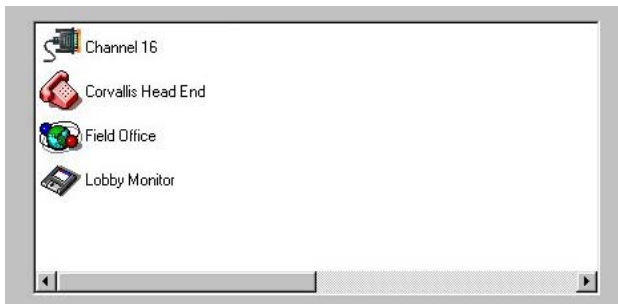 Channel 16
Corvallis Head End
Field Office
Lobby Monitor